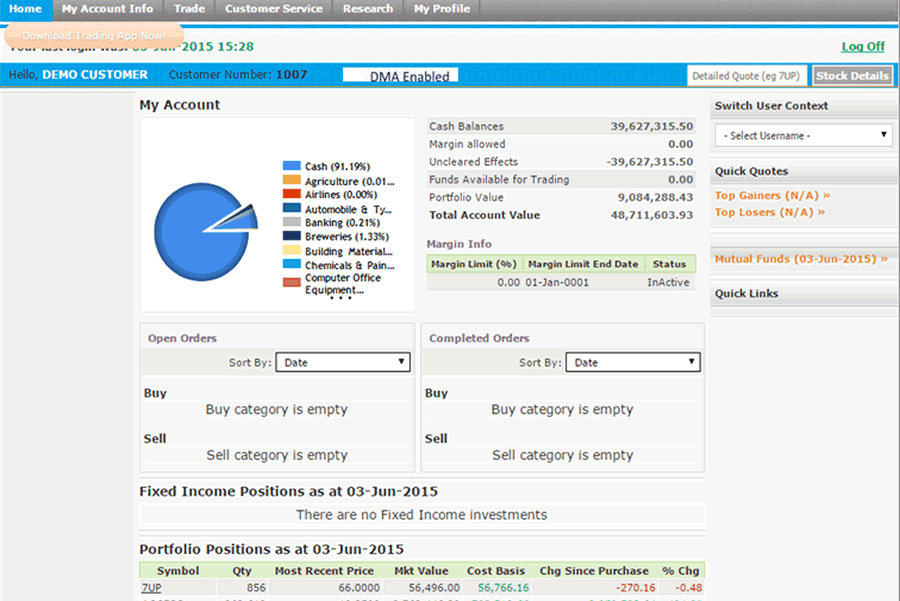 Home My Account Info Trade Customer Service Research My Profile
Download Trading App Now!
Your last login was: 03-Jun-2015 15:28 Log Off
Hello, DEMO CUSTOMER Customer Number: 1007 DMA Enabled Detailed Quote (eg 7UP) Stock Details
My Account
Cash (91.19%)
Agriculture (0.01...
Airlines (0.00%)
Automobile & Ty...
Banking (0.21%)
Breweries (1.33%)
Building Material...
Chemicals & Pain...
Computer Office
Equipment...
Cash Balances 39,627,315.50
Margin allowed 0.00
Uncleared Effects -39,627,315.50
Funds Available for Trading 0.00
Portfolio Value 9,084,288.43
Total Account Value 48,711,603.93
Margin Info
Margin Limit (%) Margin Limit End Date Status
0.00 01-Jan-0001 InActive
Switch User Context
- Select Username -
Quick Quotes
Top Gainers (N/A) »
Top Losers (N/A) »
Mutual Funds (03-Jun-2015) »
Quick Links
Open Orders
Sort By: Date
Buy
Buy category is empty
Sell
Sell category is empty
Completed Orders
Sort By: Date
Buy
Buy category is empty
Sell
Sell category is empty
Fixed Income Positions as at 03-Jun-2015
There are no Fixed Income investments
Portfolio Positions as at 03-Jun-2015
Symbol Qty Most Recent Price Mkt Value Cost Basis Chg Since Purchase % Chg
7UP 856 66.0000 56,496.00 56,766.16 -270.16 -0.48